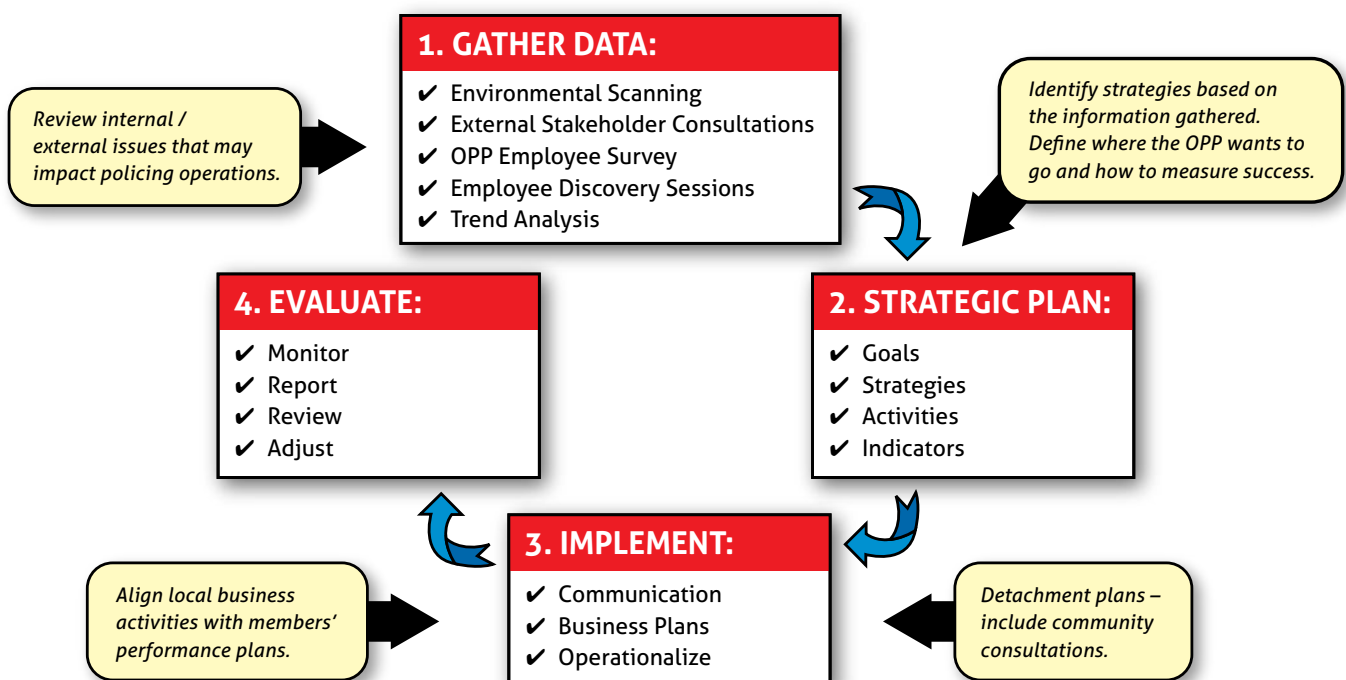 1. GATHER DATA:
✔ Environmental Scanning
✔ External Stakeholder Consultations
✔ OPP Employee Survey
✔ Employee Discovery Sessions
✔ Trend Analysis
Review internal /
external issues that may
impact policing operations.
Identify strategies based on
the information gathered.
Define where the OPP wants to
go and how to measure success.
2. STRATEGIC PLAN:
✔ Goals
✔ Strategies
✔ Activities
✔ Indicators
3. IMPLEMENT:
✔ Communication
✔ Business Plans
✔ Operationalize
Detachment plans –
include community
consultations.
Align local business
activities with members’
performance plans.
4. EVALUATE:
✔ Monitor
✔ Report
✔ Review
✔ Adjust